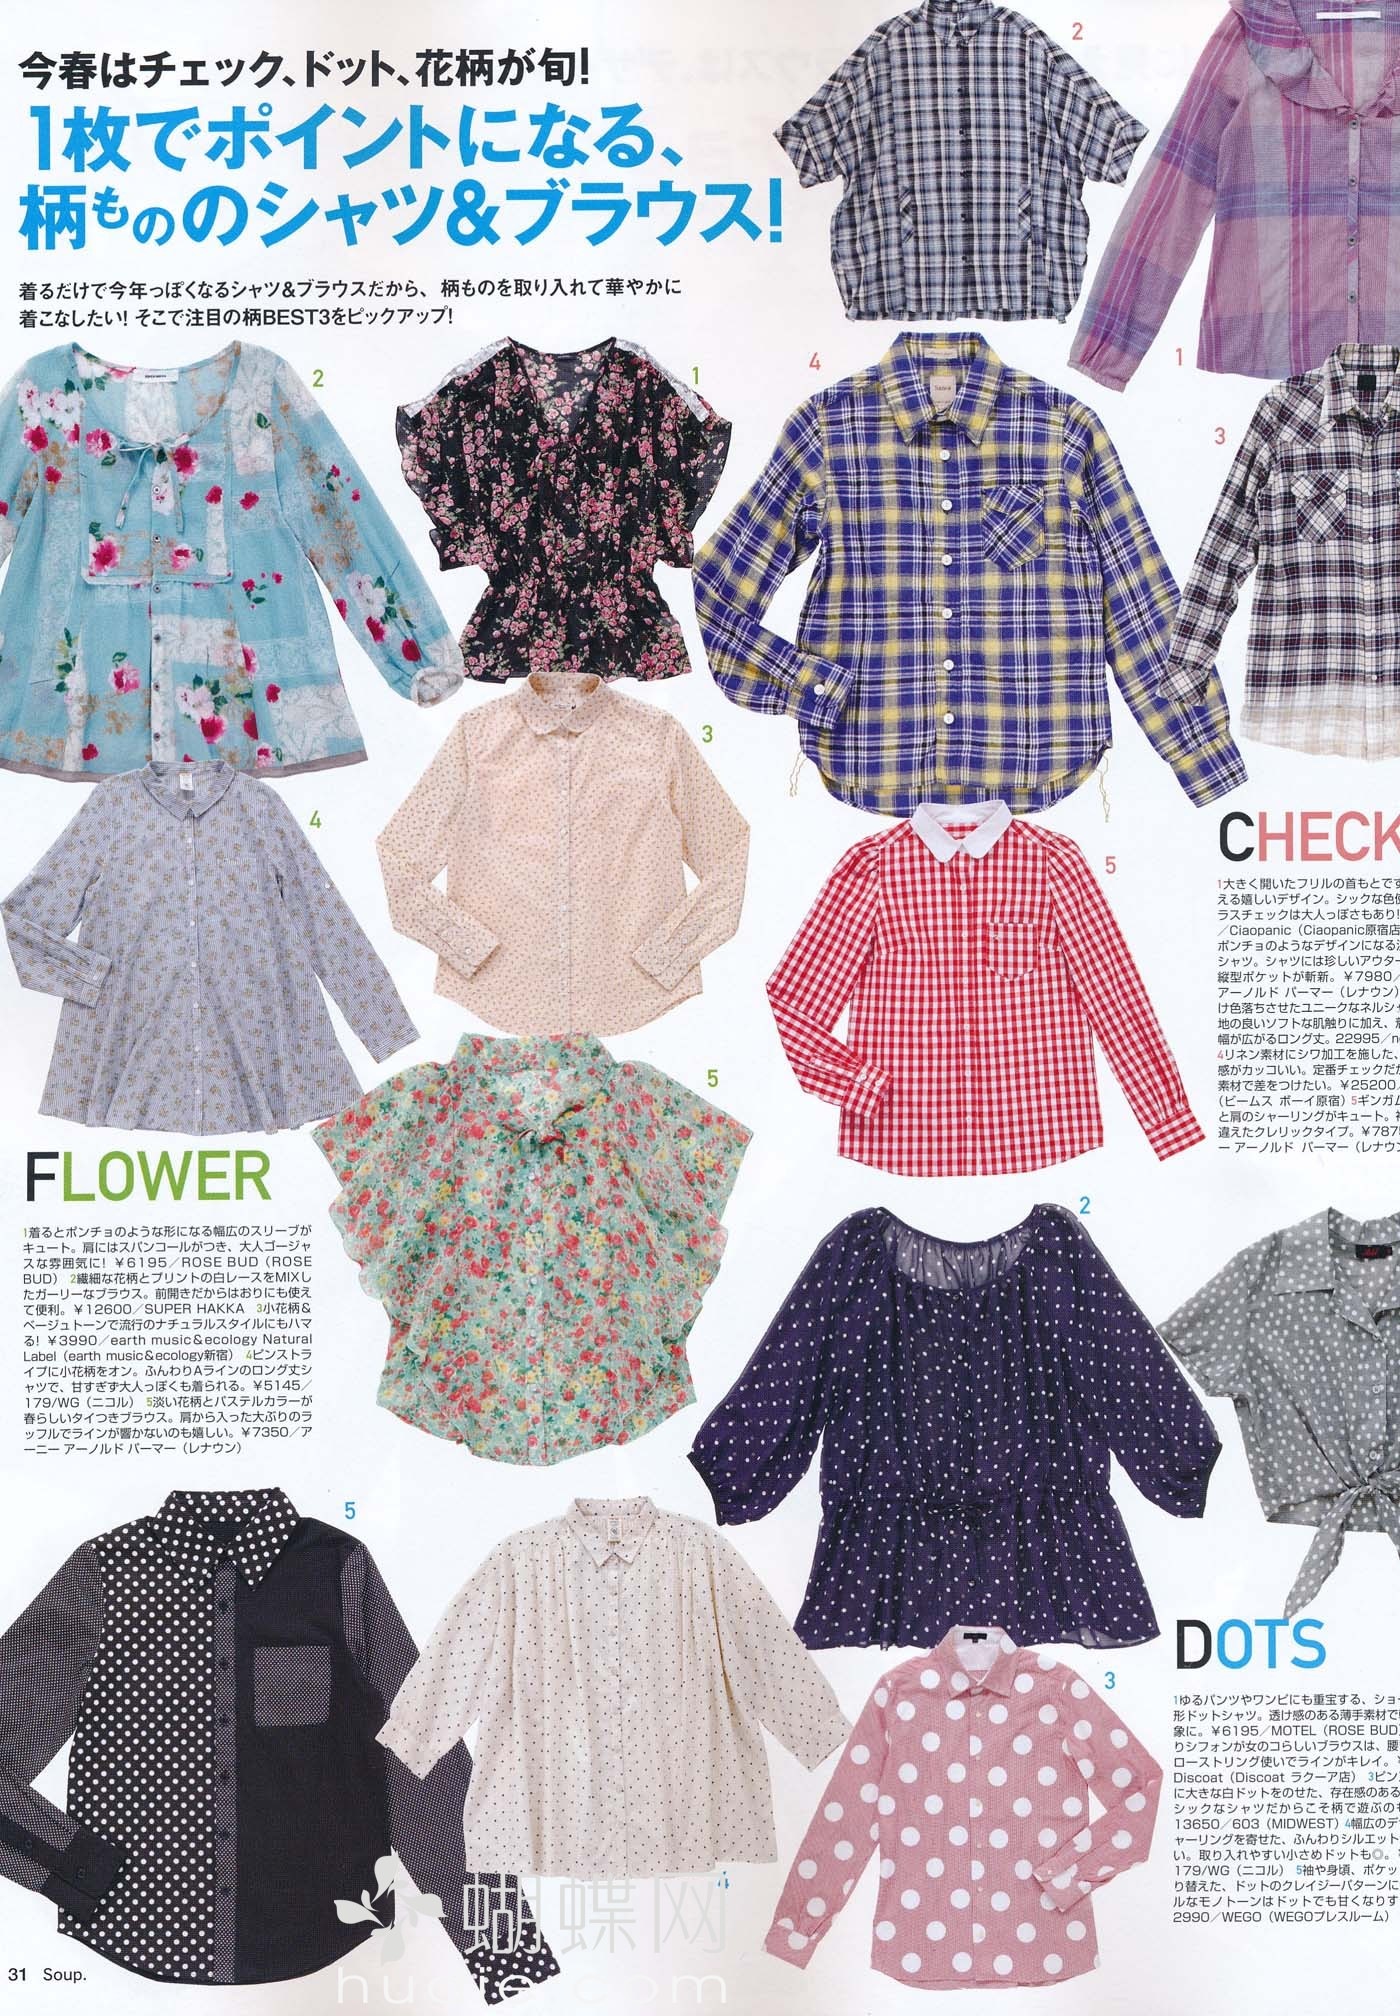 今春はチェック、ドット、花柄が旬!
1枚でポイントになる、
柄もののシャツ&ブラウス!
着るだけで今年っぽくなるシャツ&ブラウスだから、柄ものを取り入れて華やかに
着こなしたい! そこで注目の柄BEST3をピックアップ!
2
1
2
1
4
3
3
4
5
CHECK
1大きく開いたフリルの首もとです
える嬉しいデザイン。シックな色使
ラスチェックは大人っぽさもあり!
/Ciaopanic(Ciaopanic原宿店
ポンチョのようなデザインになる
シャツ。シャツには珍しいアウター
縦型ポケットが斬新。¥7980/
アーノルド パーマー(レナウン)
け色落ちさせたユニークなネルシ
地の良いソフトな肌触りに加え、
幅が広がるロング丈。22995/n
4リネン素材にシワ加工を施した、
感がカッコいい。定番チェックだか
素材で差をつけたい。¥25200/
(ビームス ボーイ原宿)5ギンガム
と肩のシャーリングがキュート。
違えたクレリックタイプ。¥787
ー アーノルド パーマー(レナウン
5
FLOWER
1着るとポンチョのような形になる幅広のスリーブが
キュート。肩にはスパンコールがつき、大人ゴージャ
スな雰囲気に! ¥6195/ROSE BUD(ROSE
BUD) 2繊細な花柄とプリントの白レースをMIXし
たガーリーなブラウス。前開きだからはおりにも使え
て便利。¥12600/SUPER HAKKA 3小花柄&
ベージュトーンで流行のナチュラルスタイルにもハマ
る! ¥3990/earth music&ecology Natural
Label(earth music&ecology新宿) 4ピンストラ
イプに小花柄をオン。ふんわりAラインのロング丈シ
ャツで、甘すぎず大人っぽくも着られる。¥5145/
179/WG(ニコル) 5淡い花柄とパステルカラーが
春らしいタイつきブラウス。肩から入った大ぶりのラ
ッフルでラインが響かないのも嬉しい。¥7350/ア
ーニー アーノルド パーマー(レナウン)
2
5
3
4
DOTS
1ゆるパンツやワンピにも重宝する、ショー
形ドットシャツ。透け感のある薄手素材で
象に。¥6195/MOTEL(ROSE BUD)
りシフォンが女のコらしいブラウスは、腰
ローストリング使いでラインがキレイ。¥
Discoat(Discoat ラクーア店) 3ピン
に大きな白ドットをのせた、存在感のある
シックなシャツだからこそ柄で遊ぶのも
13650/603(MIDWEST)4幅広のデ
ャーリングを寄せた、ふんわりシルエット
い。取り入れやすい小さめドットも◎。¥
179/WG(ニコル) 5袖や身頃、ポケッ
り替えた、ドットのクレイジーパターンに
ルなモノトーンはドットでも甘くなりす
2990/WEGO(WEGOプレスルーム)
31 Soup.
蝴蝶网
hudie.com